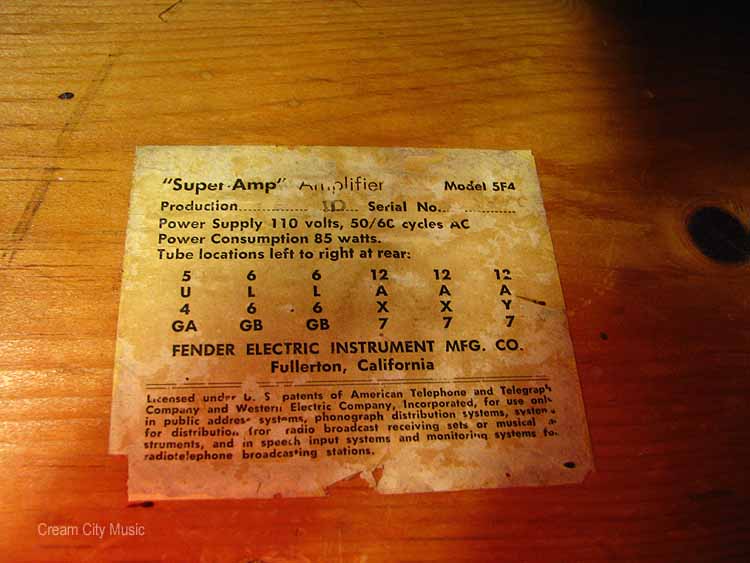 "Super-Amp" Amplifier Model 5F4
Production........ID.... Serial No. ............
Power Supply 110 volts, 50/60 cycles AC
Power Consumption 85 watts.
Tube locations left to right at rear:
5 6 6 12 12 12
U L L A A A
4 6 6 X X Y
GA GB GB 7 7 7
FENDER ELECTRIC INSTRUMENT MFG. CO.
Fullerton, California
Licensed under U. S patents of American Telephone and Telegraph
Company and Western Electric Company, Incorporated, for use only
in public address systems, phonograph distribution systems, systems
for distribution from radio broadcast receiving sets or musical
struments, and in speech input systems and monitoring systems for
radiotelephone broadcasting stations.
Cream City Music